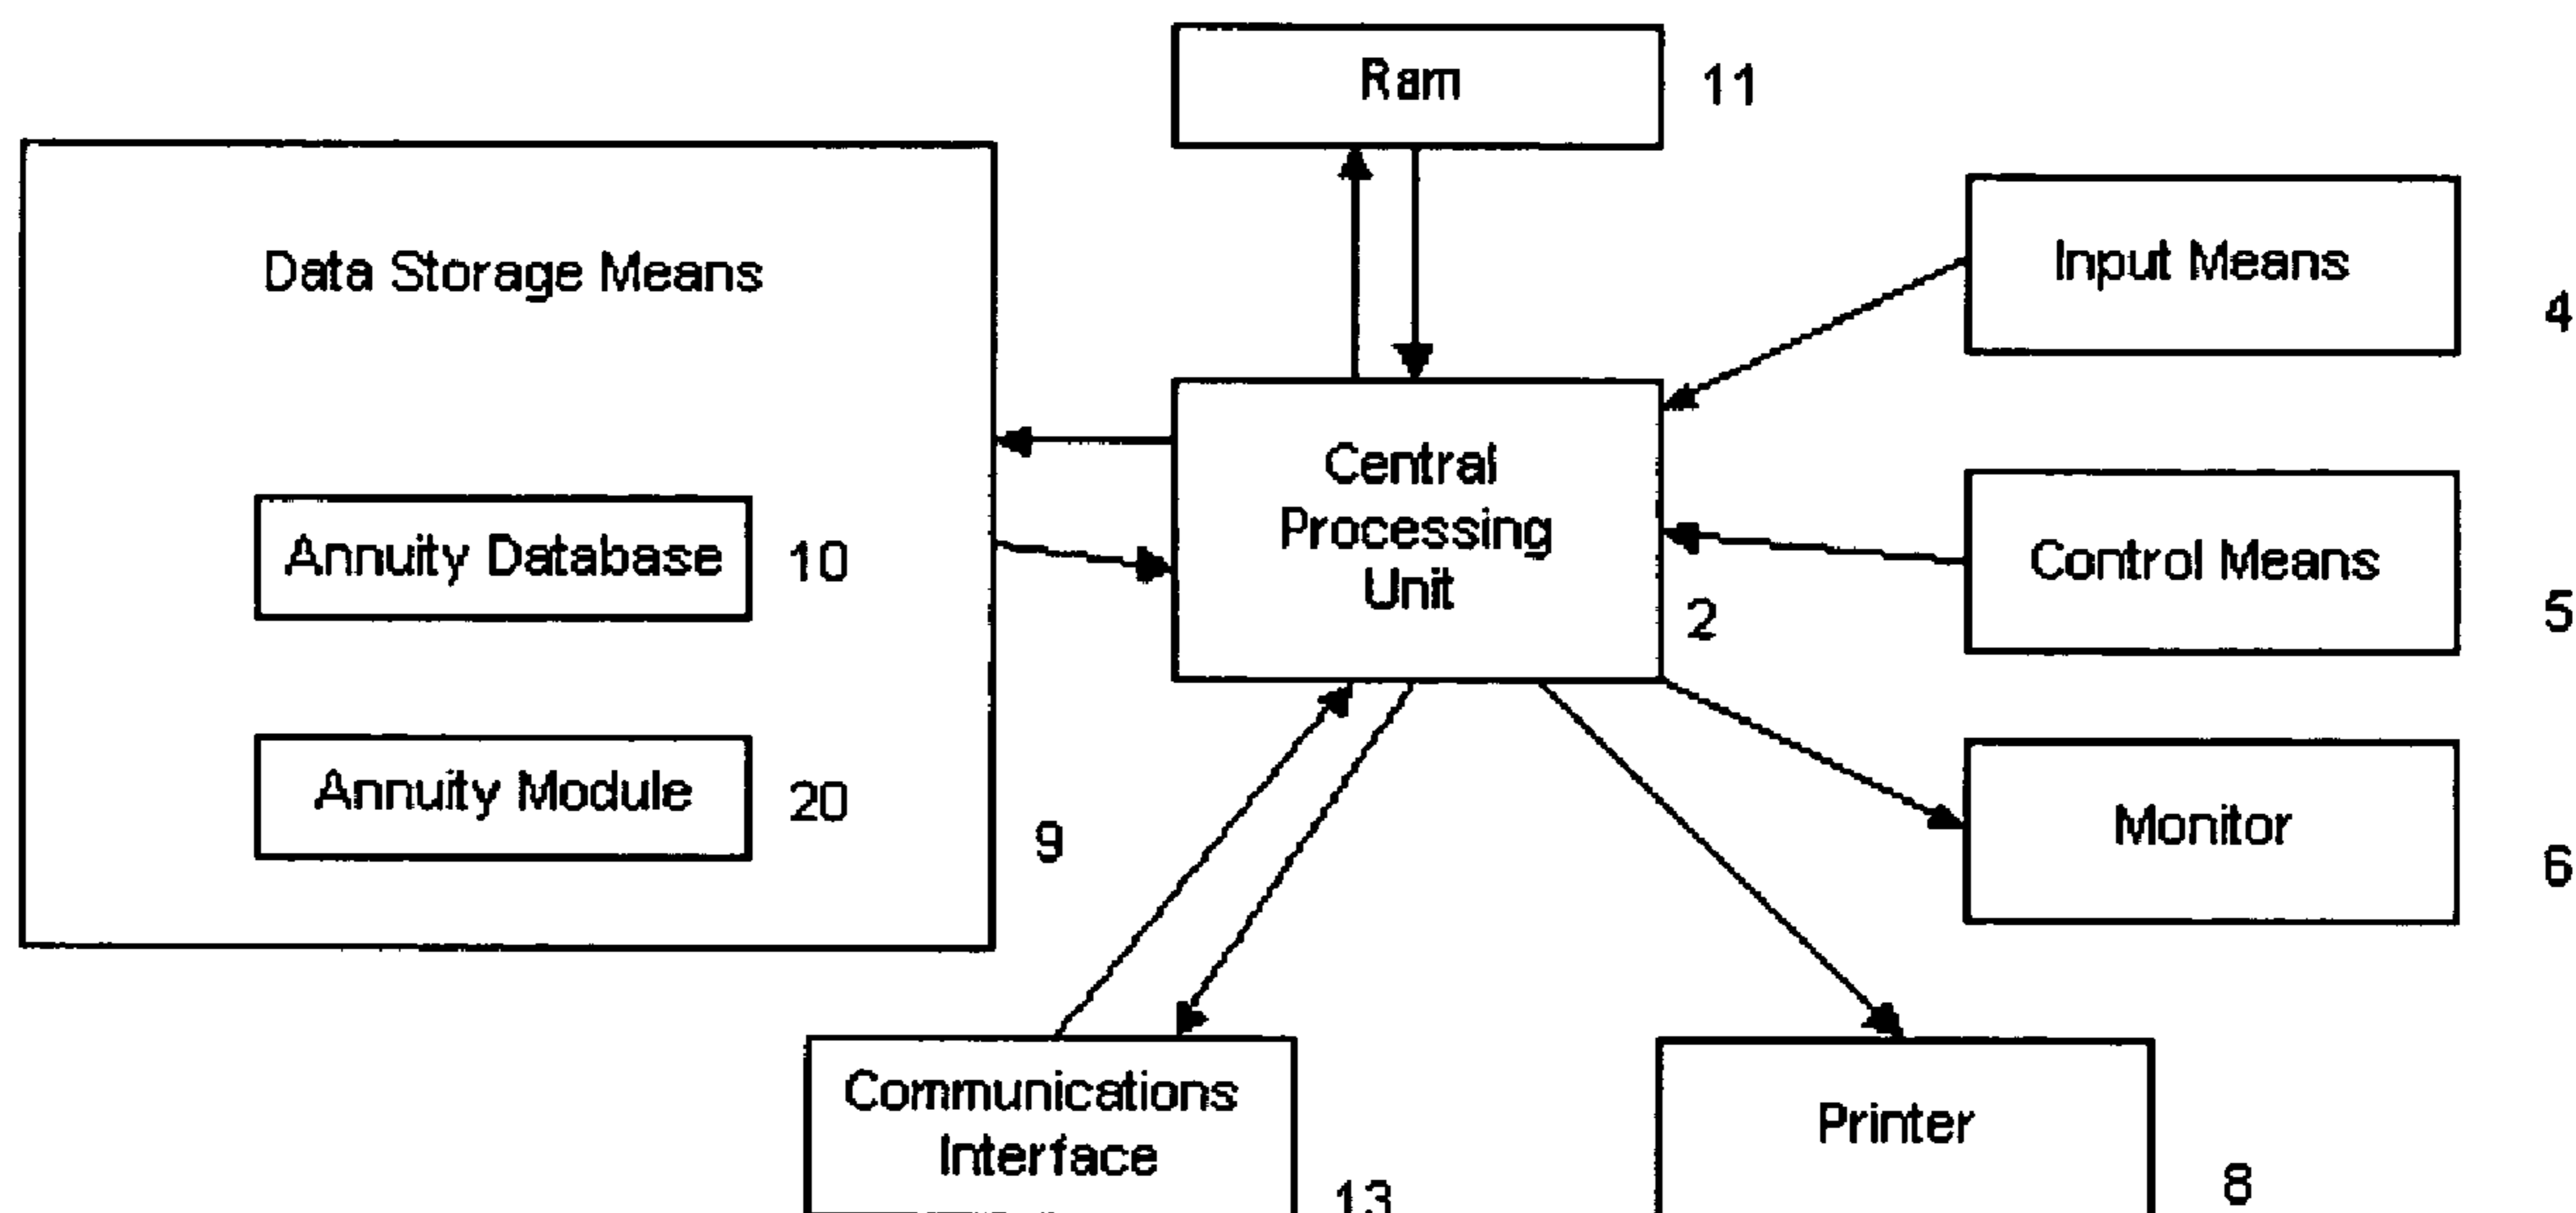 Ram
11
Data Storage Means
Input Means
4
Central
Processing
Unit
2
Annuity Database
10
Control Means
5
Annuity Module
20
9
Monitor
6
Communications
Interface
13
Printer
8